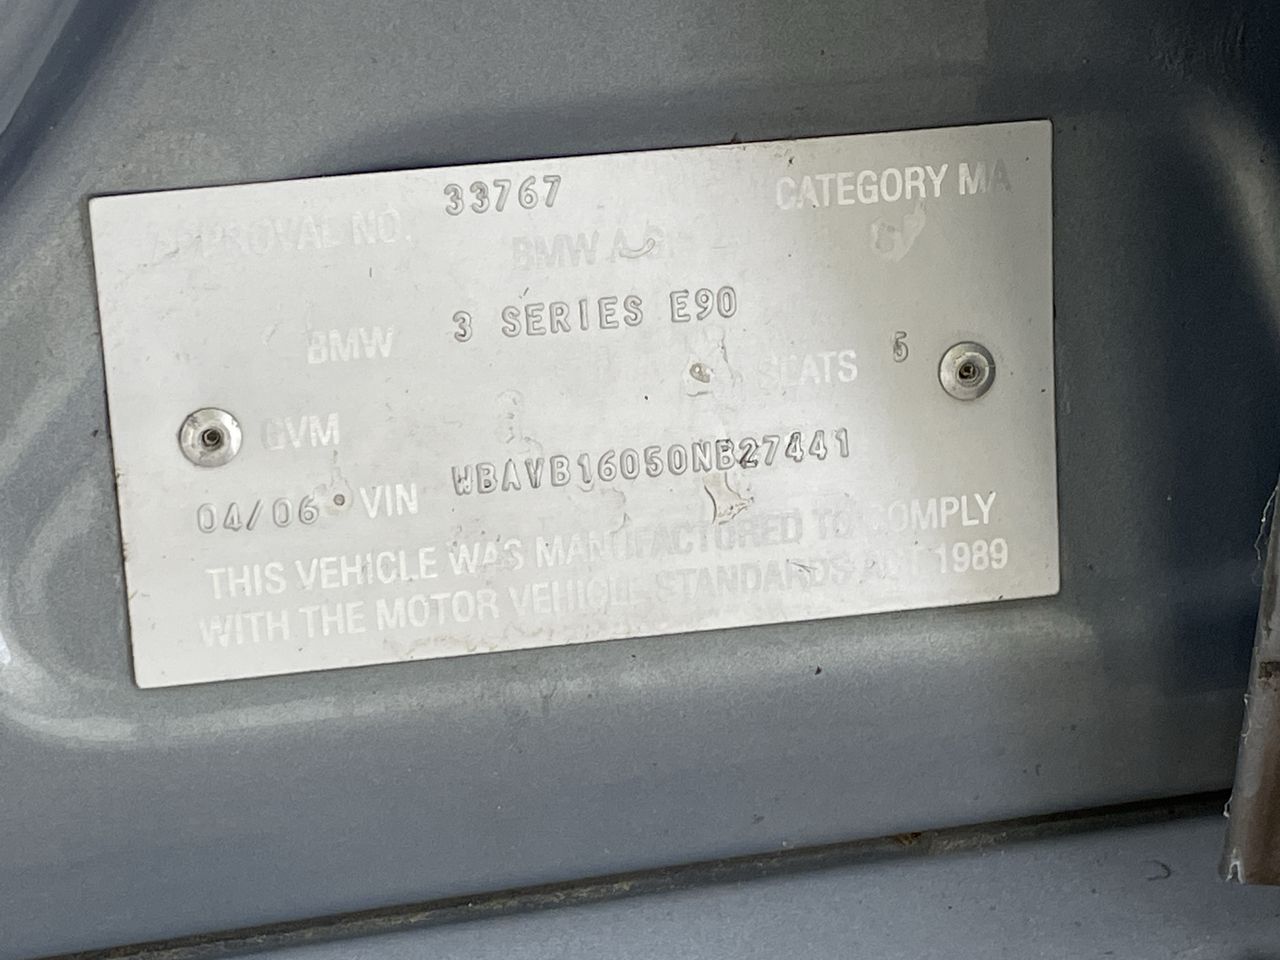 APPROVAL NO. 33767 CATEGORY MA
BMW A.G.
BMW 3 SERIES E90
SEATS 5
GVM
04/06 VIN WBAVB16050NB27441
THIS VEHICLE WAS MANUFACTURED TO COMPLY
WITH THE MOTOR VEHICLE STANDARDS ACT 1989